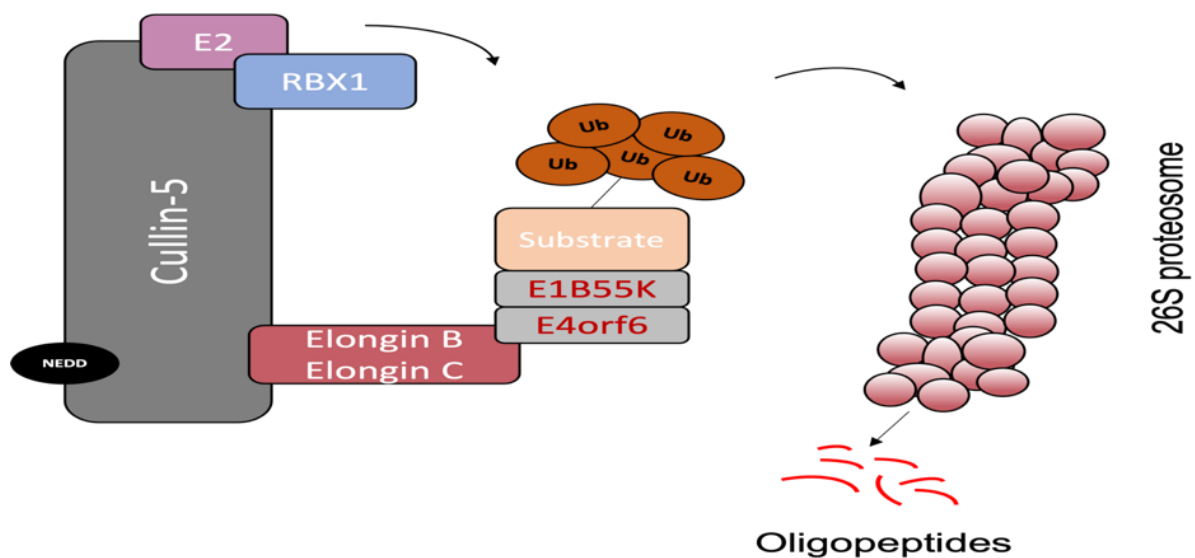 E2
RBX1
Cullin-5
NEDD
Elongin B
Elongin C
Ub
Ub
Ub
Ub
Ub
Substrate
E1B55K
E4orf6
26S proteosome
Oligopeptides